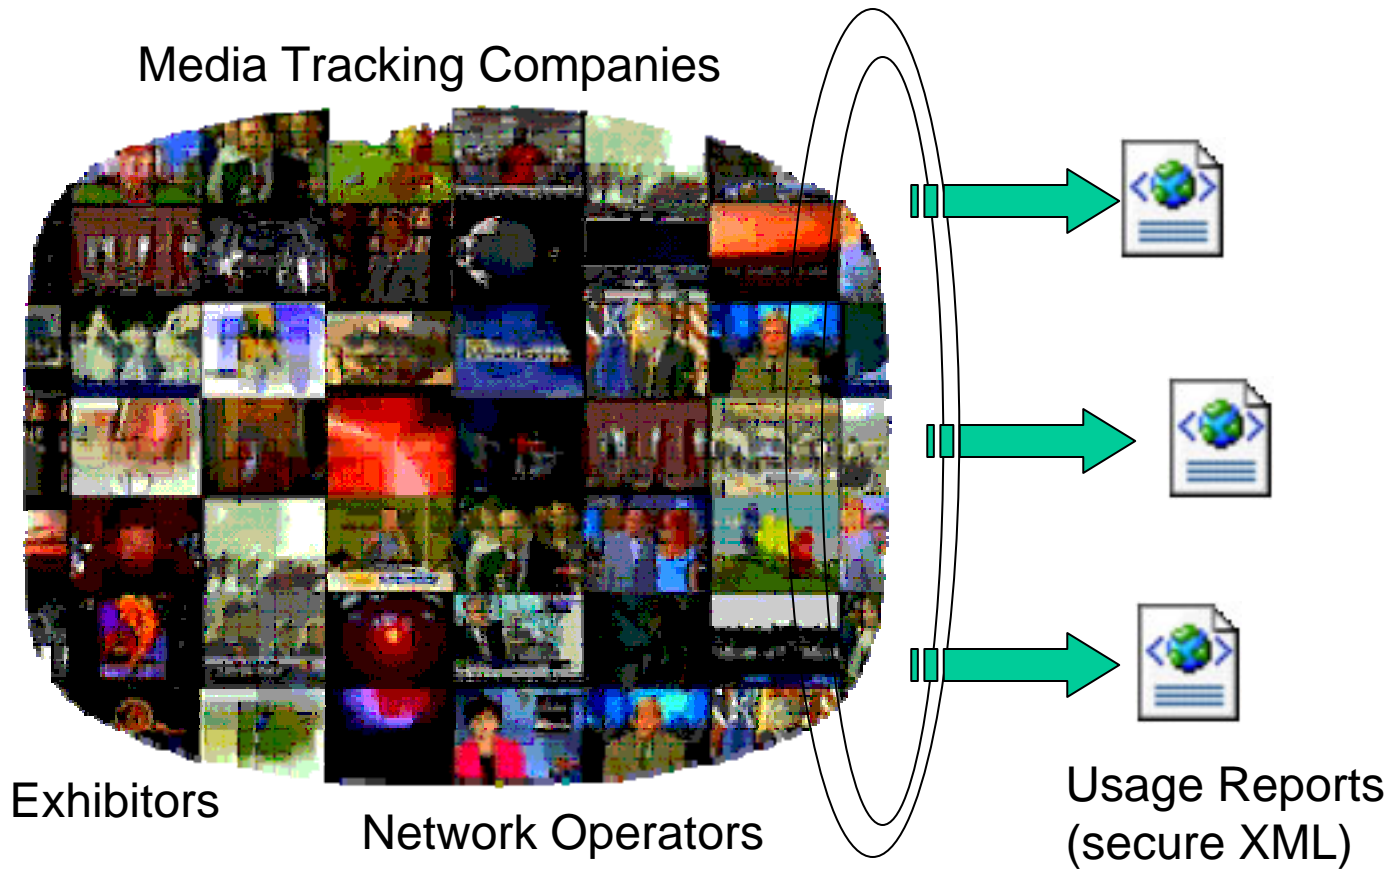 Media Tracking Companies
Exhibitors
Network Operators
Usage Reports
(secure XML)